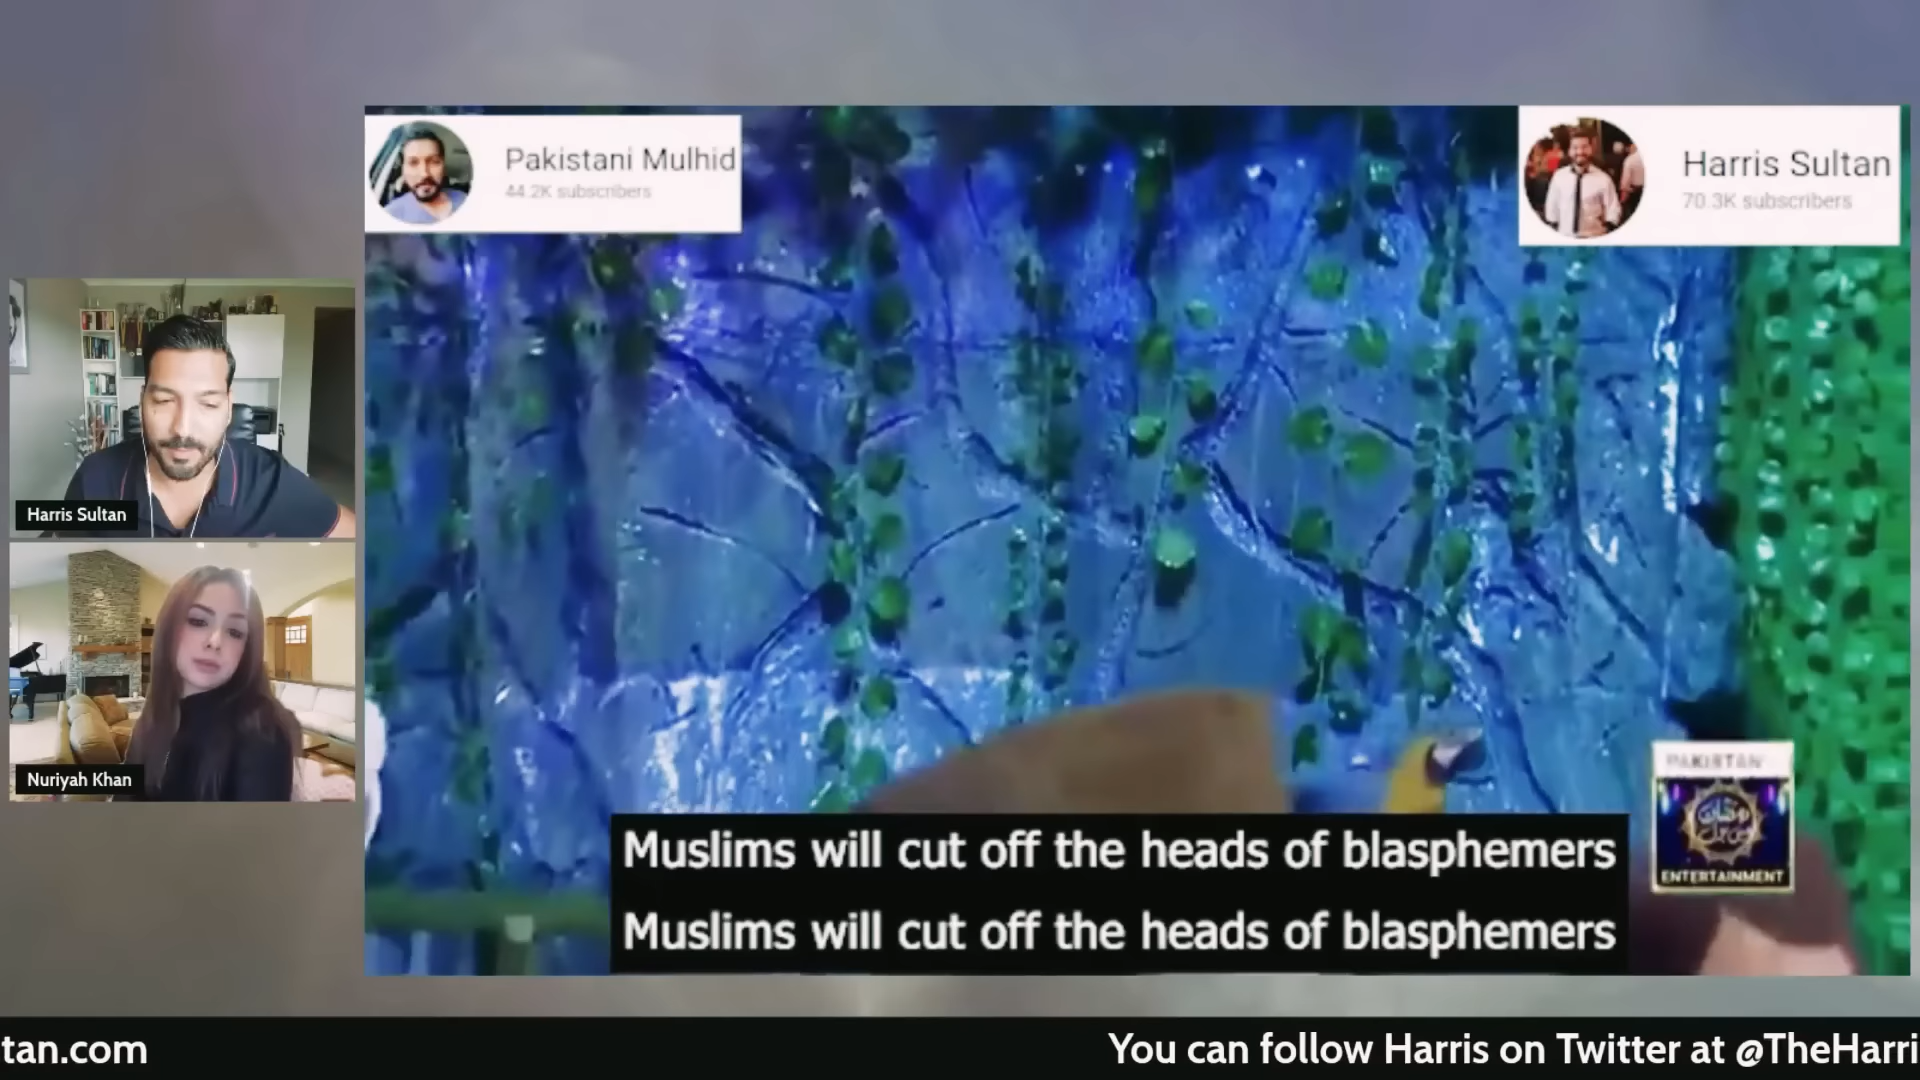 Pakistani Mulhid
44.2K subscribers
Harris Sultan
70.3K subscribers
Harris Sultan
Nuriyah Khan
PAKISTAN
ENTERTAINMENT
Muslims will cut off the heads of blasphemers
Muslims will cut off the heads of blasphemers
tan.com
You can follow Harris on Twitter at @TheHarri